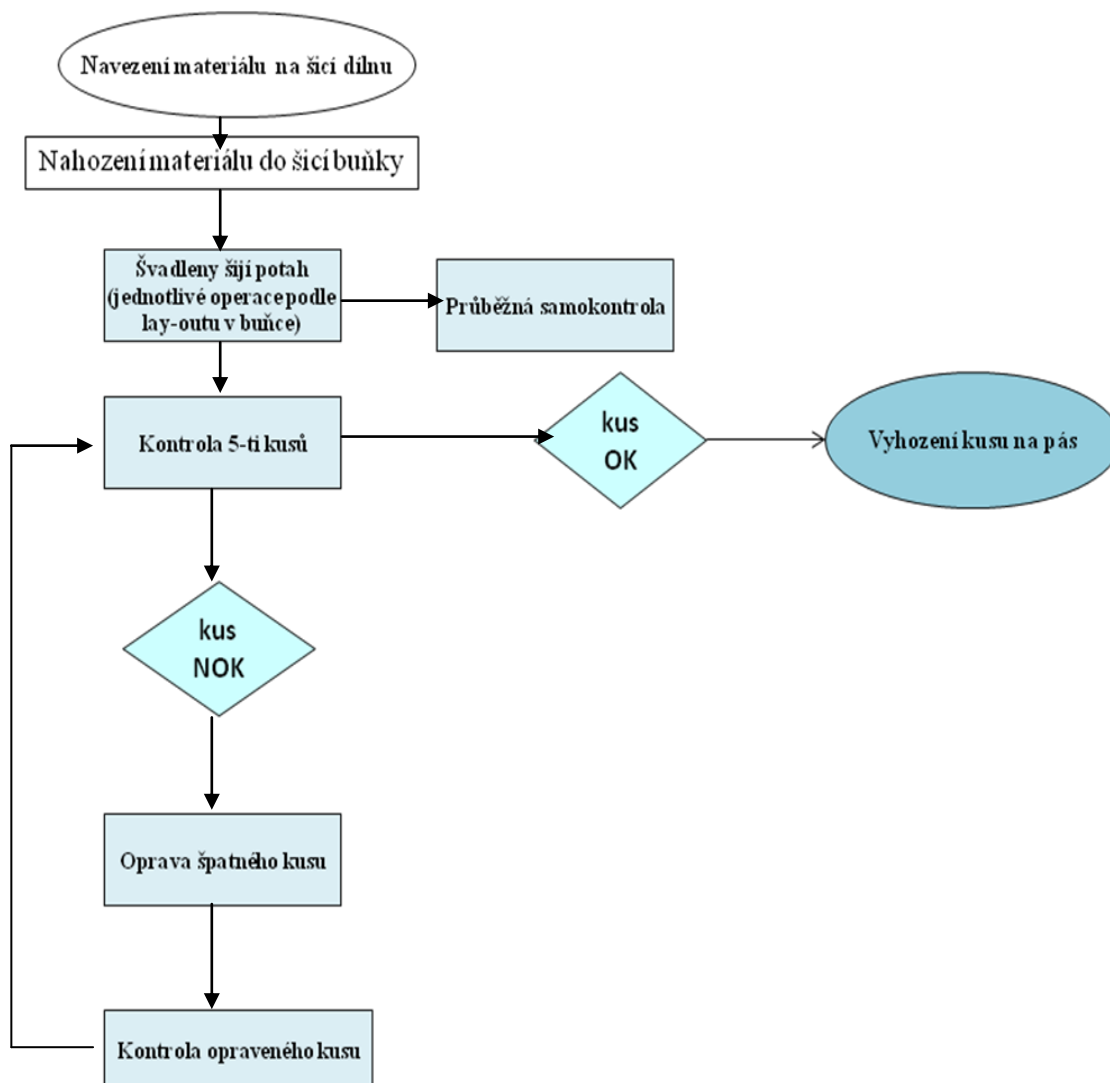 Navezení materiálu na šicí dílnu
Nahození materiálu do šicí buňky
Švadleny šijí potah
(jednotlivé operace podle
lay-outu v buňce)
Průběžná samokontrola
Kontrola 5-ti kusů
kus
OK
Vyhození kusu na pás
kus
NOK
Oprava špatného kusu
Kontrola opraveného kusu